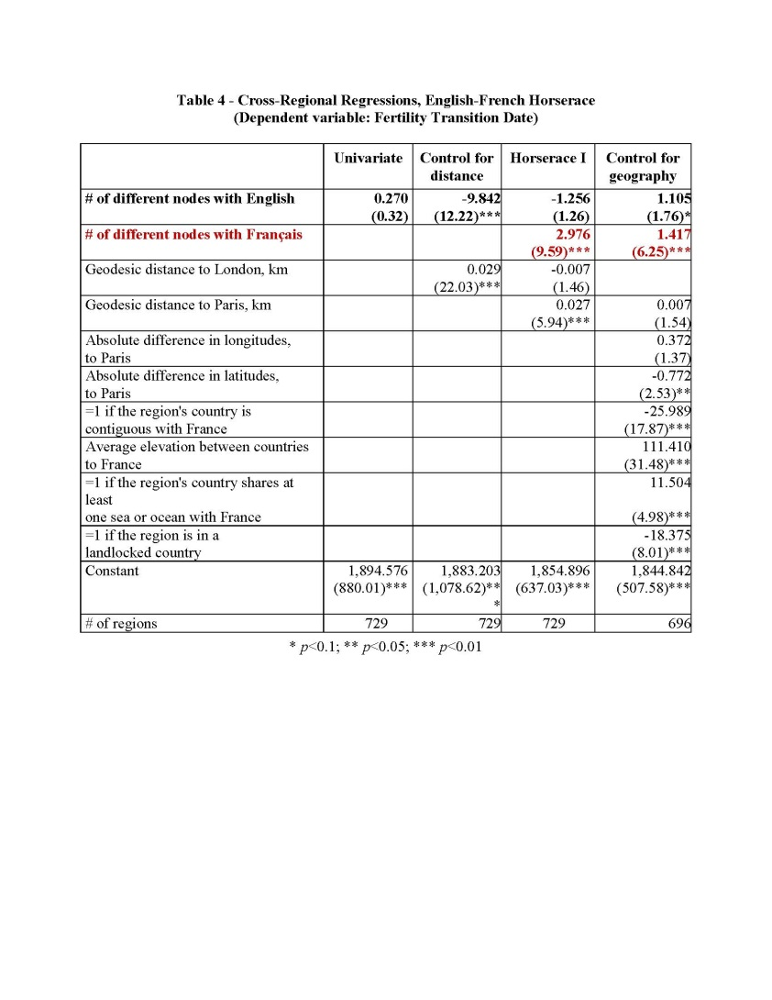 Table 4 - Cross-Regional Regressions, English-French Horserace
(Dependent variable: Fertility Transition Date)
Univariate Control for distance Horserace I Control for geography
# of different nodes with English 0.270 -9.842 -1.256 1.105
(0.32) (12.22)*** (1.26) (1.76)*
# of different nodes with Français 2.976 1.417
(9.59)*** (6.25)***
Geodesic distance to London, km 0.029 -0.007
(22.03)*** (1.46)
Geodesic distance to Paris, km 0.027 0.007
(5.94)*** (1.54)
Absolute difference in longitudes, 0.372
to Paris (1.37)
Absolute difference in latitudes, -0.772
to Paris (2.53)**
=1 if the region's country is -25.989
contiguous with France (17.87)***
Average elevation between countries 111.410
to France (31.48)***
=1 if the region's country shares at 11.504
least
one sea or ocean with France (4.98)***
=1 if the region is in a -18.375
landlocked country (8.01)***
Constant 1,894.576 1,883.203 1,854.896 1,844.842
(880.01)*** (1,078.62)** (637.03)*** (507.58)***
*
# of regions 729 729 729 696
* p<0.1; ** p<0.05; *** p<0.01